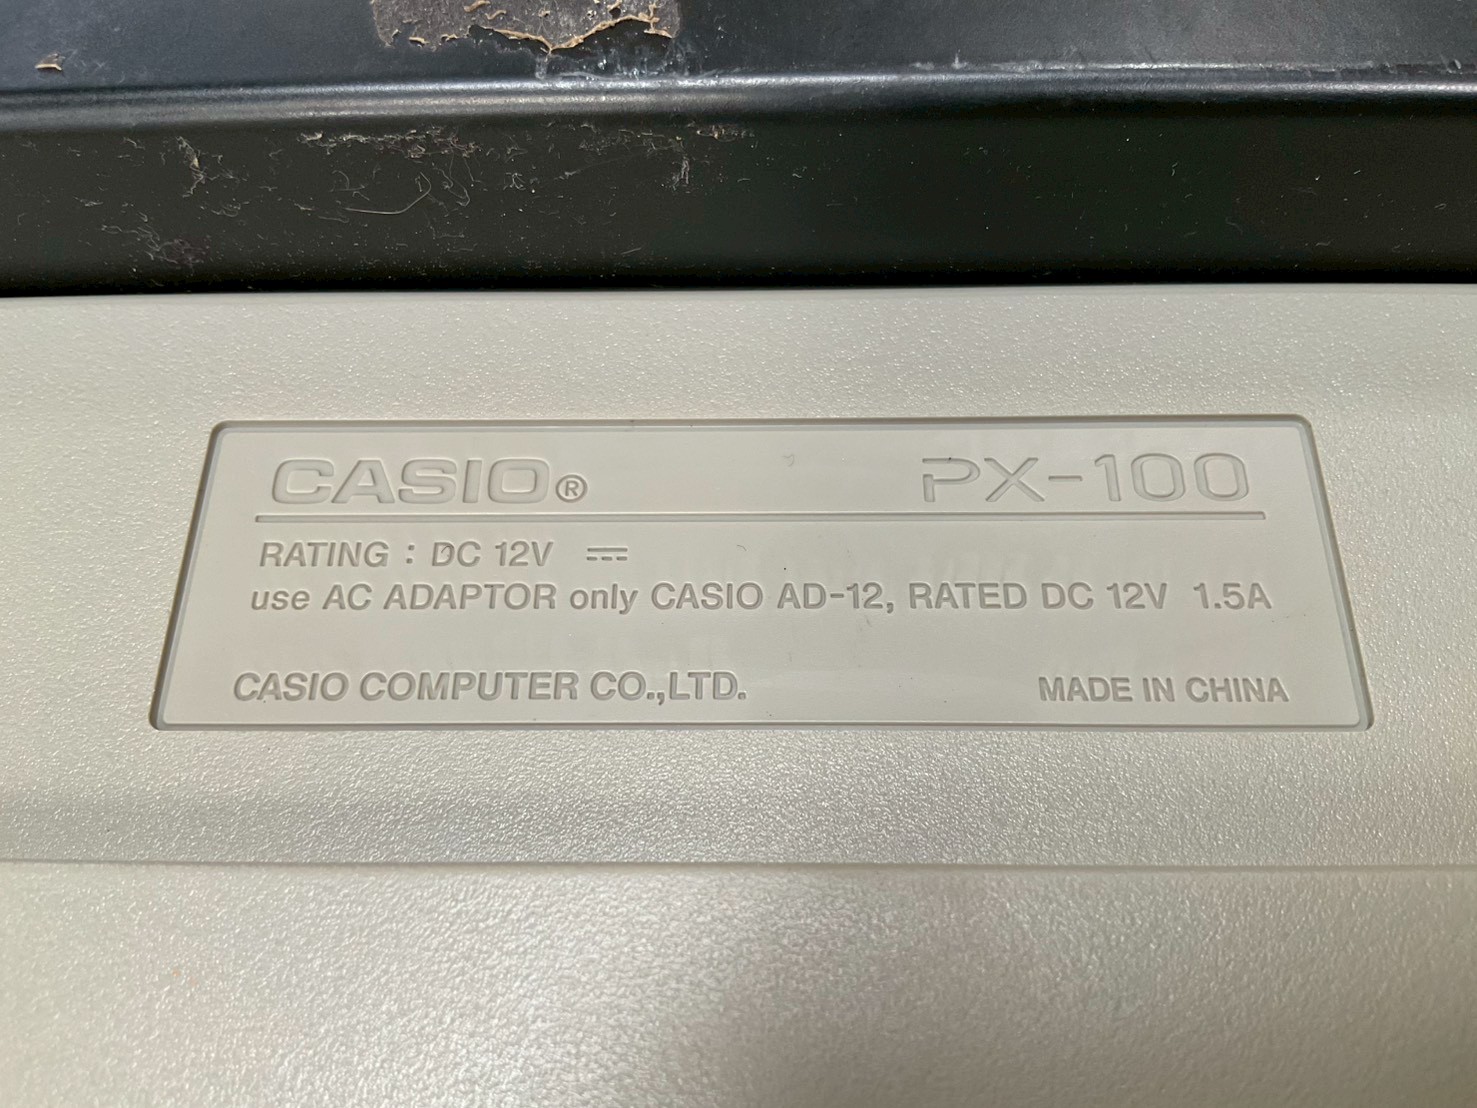 CASIO® PX-100
RATING : DC 12V ⎓
use AC ADAPTOR only CASIO AD-12, RATED DC 12V 1.5A
CASIO COMPUTER CO.,LTD. MADE IN CHINA